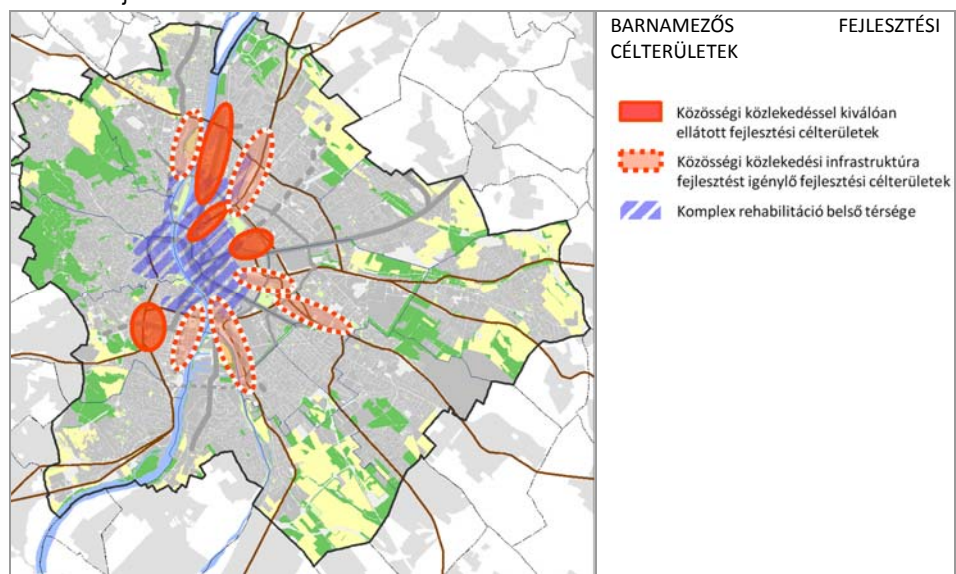 BARNAMEZŐS FEJLESZTÉSI
CÉLTERÜLETEK
Közösségi közlekedéssel kiválóan
ellátott fejlesztési célterületek
Közösségi közlekedési infrastruktúra
fejlesztést igénylő fejlesztési célterületek
Komplex rehabilitáció belső térsége